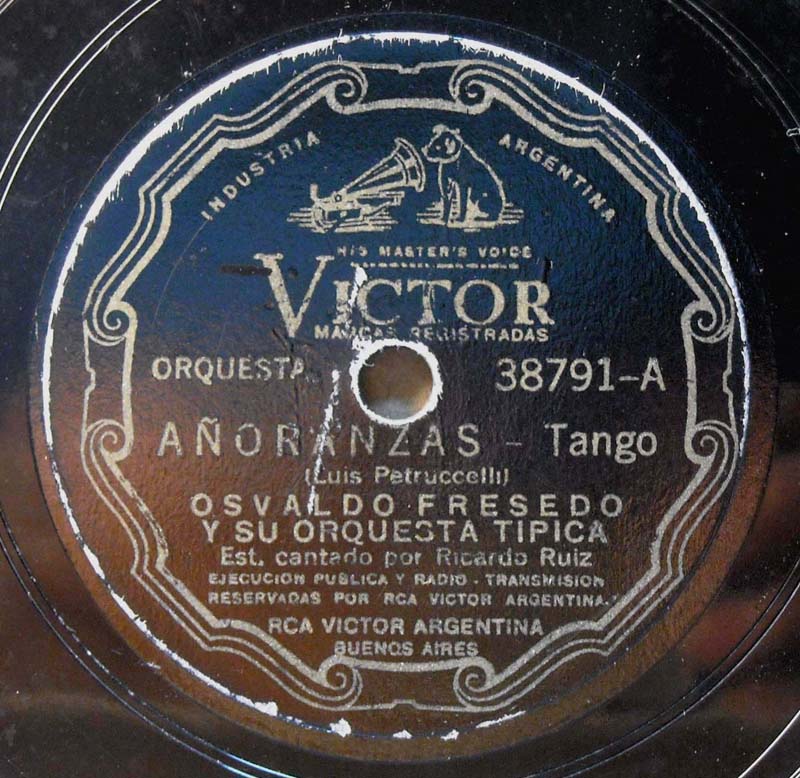 INDUSTRIA ARGENTINA
HIS MASTER'S VOICE
VICTOR
MARCAS REGISTRADAS
ORQUESTA 38791-A
AÑORANZAS - Tango
(Luis Petruccelli)
OSVALDO FRESEDO
Y SU ORQUESTA TIPICA
Est. cantado por Ricardo Ruiz
EJECUCION PUBLICA Y RADIO - TRANSMISION
RESERVADAS POR RCA VICTOR ARGENTINA.
RCA VICTOR ARGENTINA
BUENOS AIRES